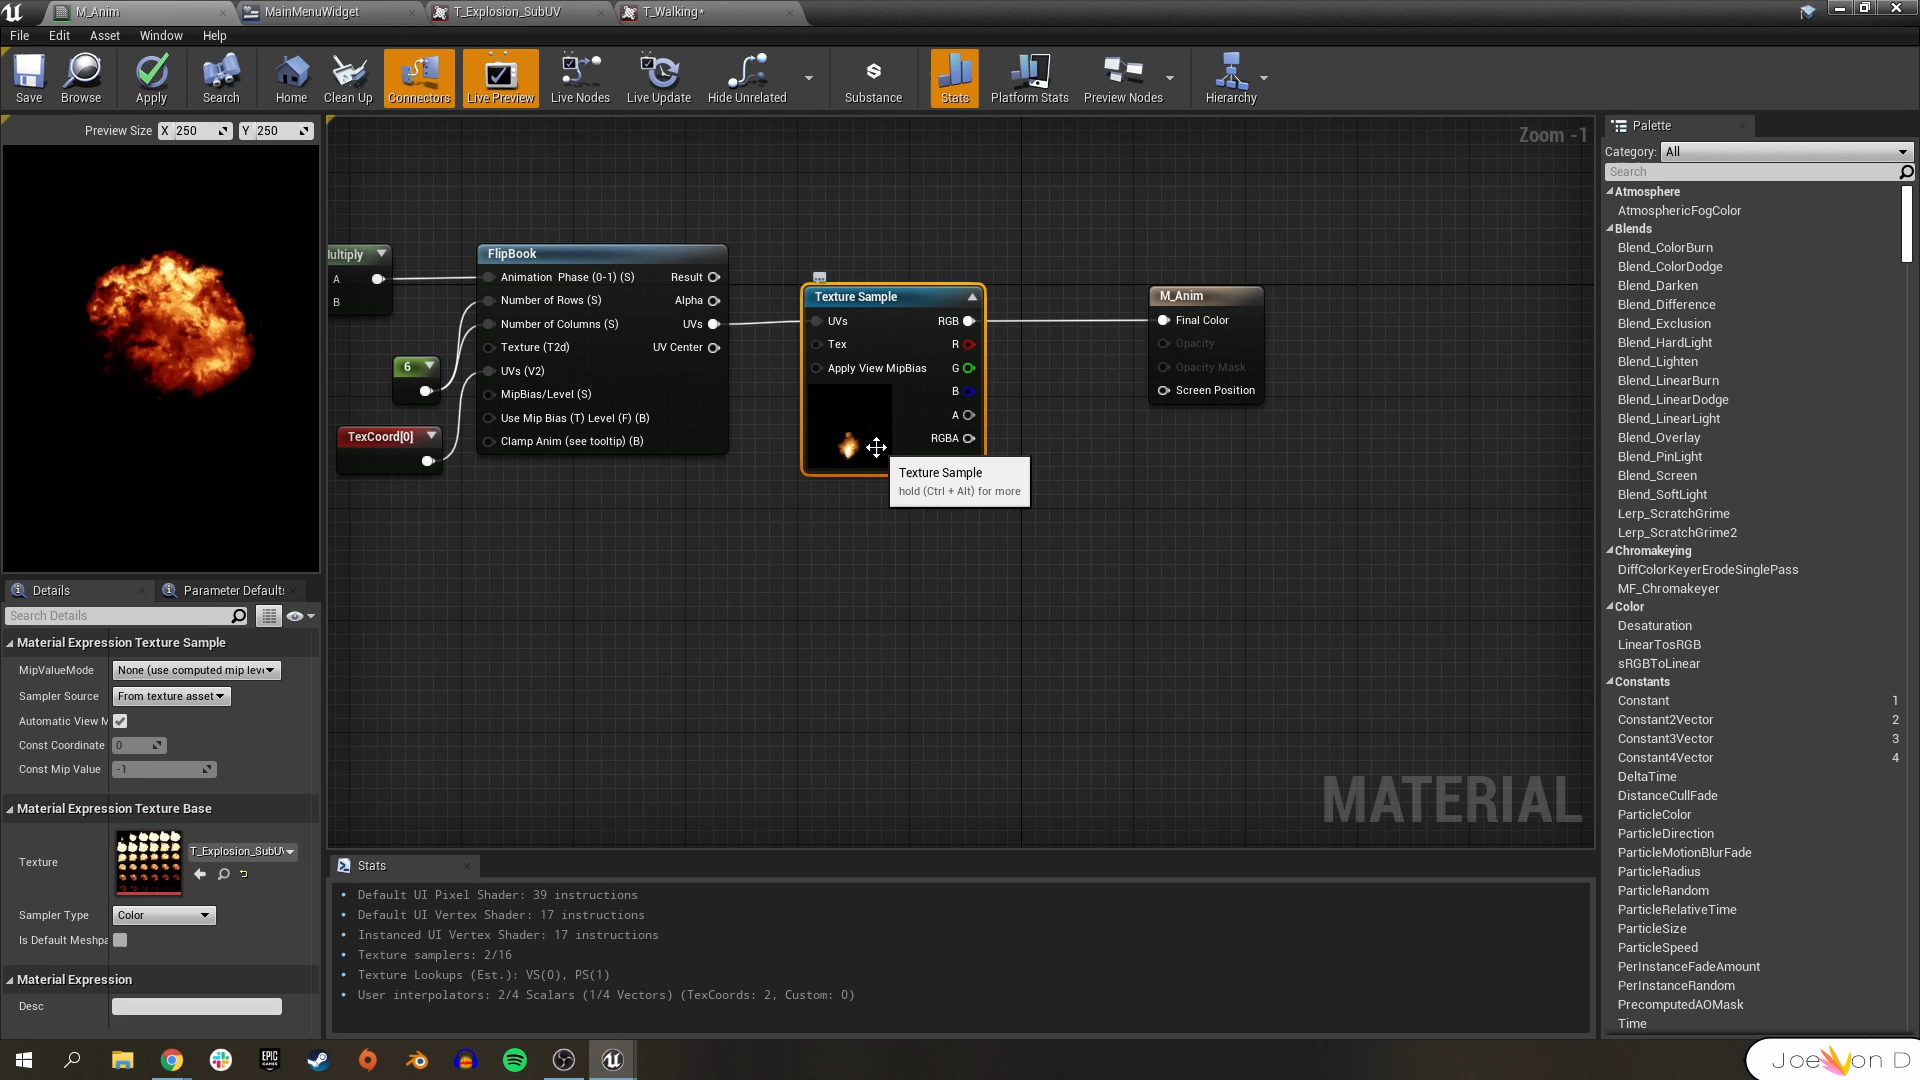 M_Anim
MainMenuWidget
T_Explosion_SubUV
T_Walking*
File Edit Asset Window Help
Save
Browse
Apply
Search
Home
Clean Up
Connectors
Live Preview
Live Nodes
Live Update
Hide Unrelated
Substance
Stats
Platform Stats
Preview Nodes
Hierarchy
Preview Size X 250 Y 250
Zoom -1
ultiply
A
B
6
TexCoord[0]
FlipBook
Animation Phase (0-1) (S) Result
Number of Rows (S) Alpha
Number of Columns (S) UVs
Texture (T2d) UV Center
UVs (V2)
MipBias/Level (S)
Use Mip Bias (T) Level (F) (B)
Clamp Anim (see tooltip) (B)
Texture Sample
UVs RGB
Tex R
Apply View MipBias G
B
A
RGBA
Texture Sample
hold (Ctrl + Alt) for more
M_Anim
Final Color
Opacity
Opacity Mask
Screen Position
MATERIAL
Details
Parameter Default
Search Details
Material Expression Texture Sample
MipValueMode None (use computed mip lev
Sampler Source From texture asset
Automatic View M
Const Coordinate 0
Const Mip Value -1
Material Expression Texture Base
Texture T_Explosion_SubU
Sampler Type Color
Is Default Meshpa
Material Expression
Desc
Stats
• Default UI Pixel Shader: 39 instructions
• Default UI Vertex Shader: 17 instructions
• Instanced UI Vertex Shader: 17 instructions
• Texture samplers: 2/16
• Texture Lookups (Est.): VS(0), PS(1)
• User interpolators: 2/4 Scalars (1/4 Vectors) (TexCoords: 2, Custom: 0)
Palette
Category: All
Search
Atmosphere
AtmosphericFogColor
Blends
Blend_ColorBurn
Blend_ColorDodge
Blend_Darken
Blend_Difference
Blend_Exclusion
Blend_HardLight
Blend_Lighten
Blend_LinearBurn
Blend_LinearDodge
Blend_LinearLight
Blend_Overlay
Blend_PinLight
Blend_Screen
Blend_SoftLight
Lerp_ScratchGrime
Lerp_ScratchGrime2
Chromakeying
DiffColorKeyerErodeSinglePass
MF_Chromakeyer
Color
Desaturation
LinearTosRGB
sRGBToLinear
Constants
Constant 1
Constant2Vector 2
Constant3Vector 3
Constant4Vector 4
DeltaTime
DistanceCullFade
ParticleColor
ParticleDirection
ParticleMotionBlurFade
ParticleRadius
ParticleRandom
ParticleRelativeTime
ParticleSize
ParticleSpeed
PerInstanceFadeAmount
PerInstanceRandom
PrecomputedAOMask
Time
EPIC GAMES